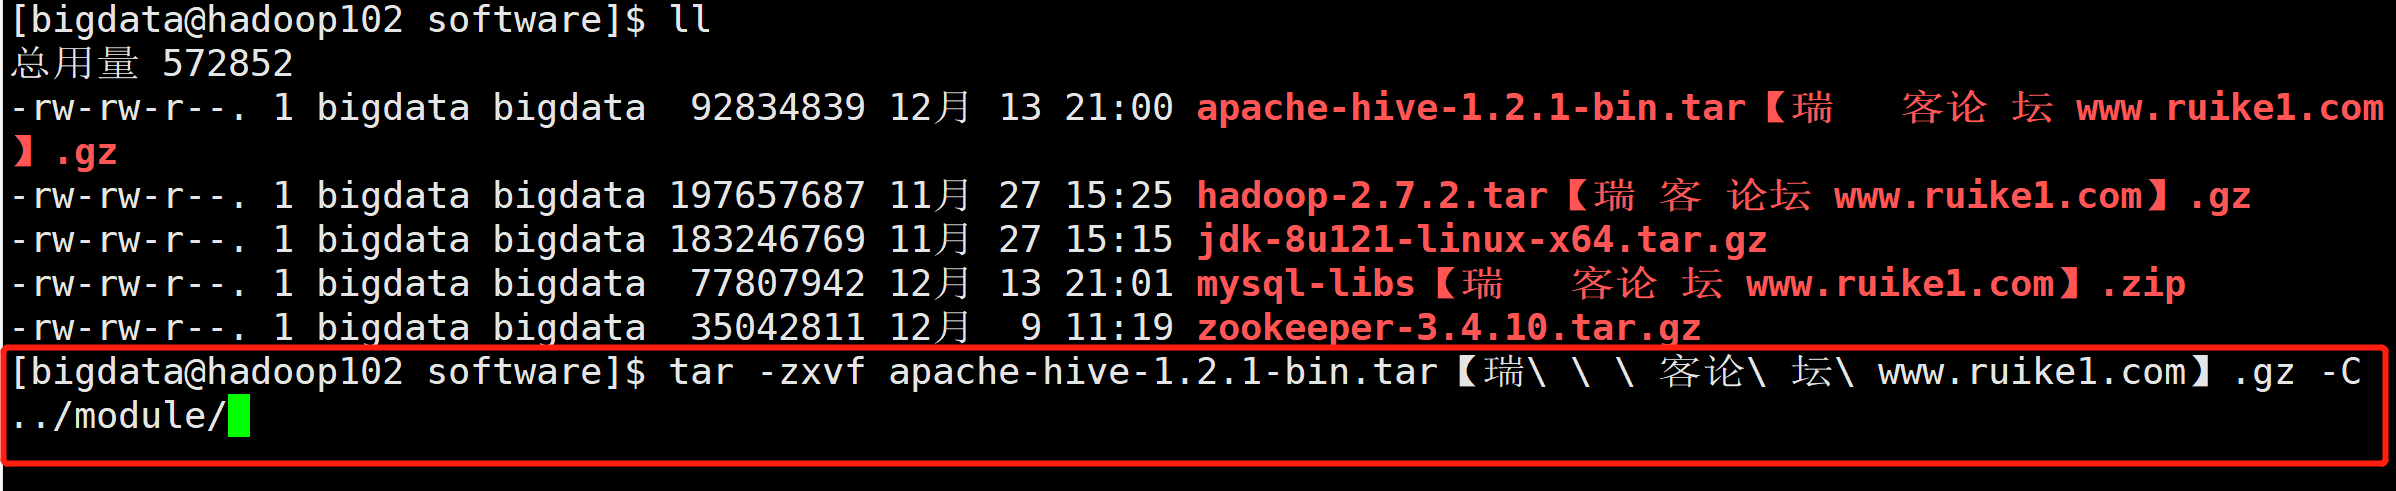 [bigdata@hadoop102 software]$ ll
总用量 572852
-rw-rw-r--. 1 bigdata bigdata  92834839 12月 13 21:00 apache-hive-1.2.1-bin.tar【瑞   客论 坛 www.ruike1.com
】.gz
-rw-rw-r--. 1 bigdata bigdata 197657687 11月 27 15:25 hadoop-2.7.2.tar【瑞 客 论坛 www.ruike1.com】.gz
-rw-rw-r--. 1 bigdata bigdata 183246769 11月 27 15:15 jdk-8u121-linux-x64.tar.gz
-rw-rw-r--. 1 bigdata bigdata  77807942 12月 13 21:01 mysql-libs【瑞   客论 坛 www.ruike1.com】.zip
-rw-rw-r--. 1 bigdata bigdata  35042811 12月  9 11:19 zookeeper-3.4.10.tar.gz
[bigdata@hadoop102 software]$ tar -zxvf apache-hive-1.2.1-bin.tar【瑞\ \ \ 客论\ 坛\ www.ruike1.com】.gz -C
../module/